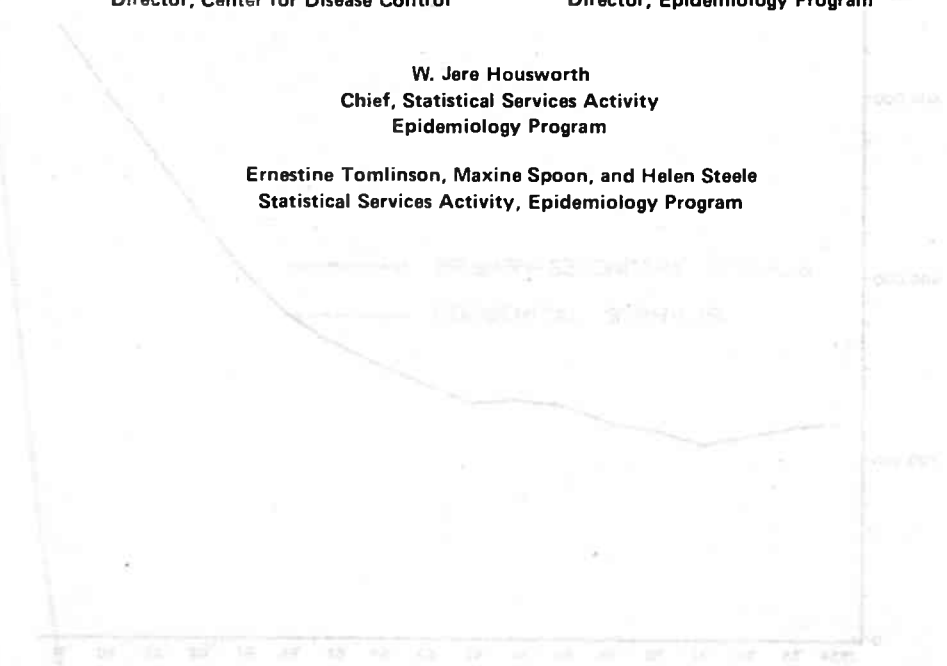 Director, Center for Disease Control Director, Epidemiology Program
W. Jere Housworth
Chief, Statistical Services Activity
Epidemiology Program
Ernestine Tomlinson, Maxine Spoon, and Helen Steele
Statistical Services Activity, Epidemiology Program